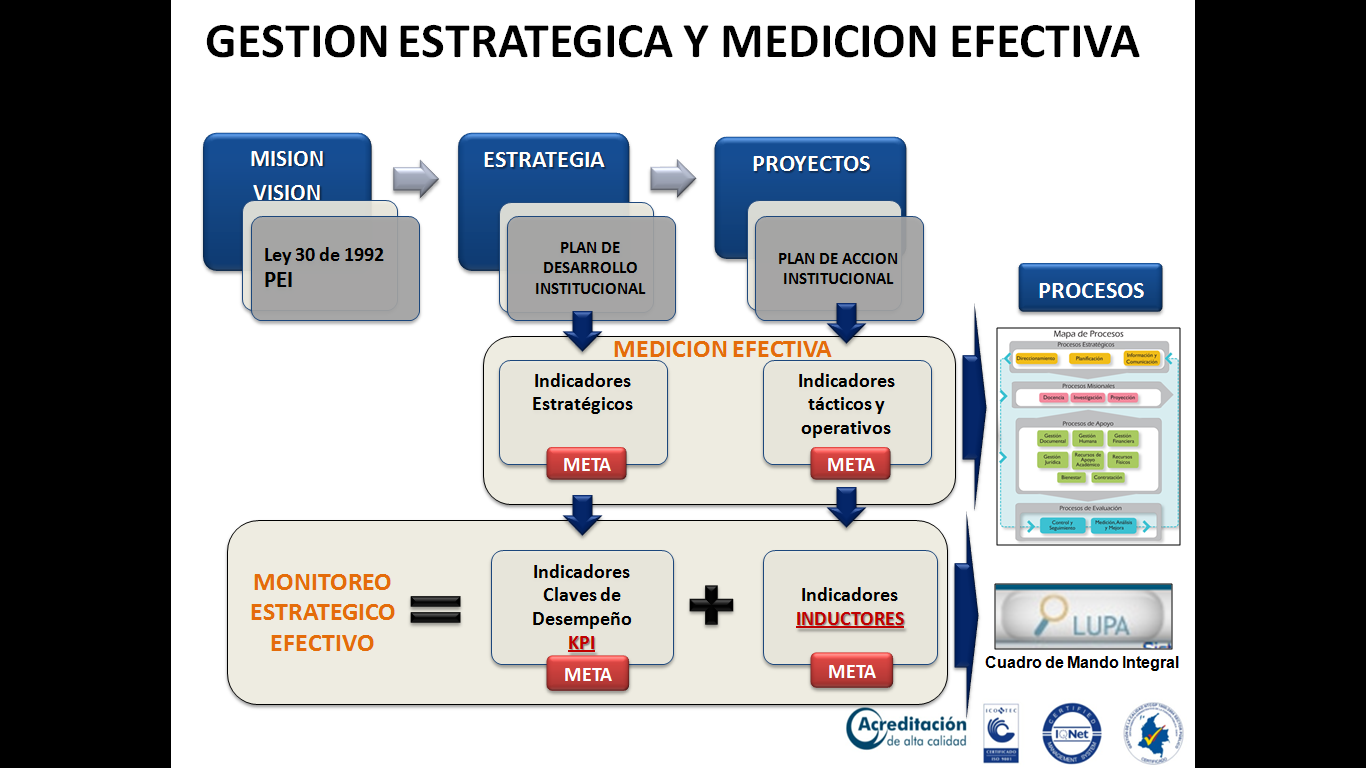 GESTION ESTRATEGICA Y MEDICION EFECTIVA
MISION
VISION
Ley 30 de 1992
PEI
ESTRATEGIA
PLAN DE
DESARROLLO
INSTITUCIONAL
PROYECTOS
PLAN DE ACCION
INSTITUCIONAL
PROCESOS
MEDICION EFECTIVA
Indicadores
Estratégicos
META
Indicadores
tácticos y
operativos
META
Mapa de Procesos
Procesos Estratégicos
Direccionamiento
Planificación
Información y
Comunicación
Procesos Misionales
Docencia
Investigación
Proyección
Procesos de Apoyo
Gestión
Documental
Gestión
Humana
Gestión
Financiera
Gestión
Jurídica
Recursos de
Apoyo
Académico
Recursos
Físicos
Bienestar
Contratación
Procesos de Evaluación
Control y
Seguimiento
Medición, Análisis
y Mejora
MONITOREO
ESTRATEGICO
EFECTIVO
=
Indicadores
Claves de
Desempeño
KPI
META
+
Indicadores
INDUCTORES
META
LUPA
Cuadro de Mando Integral
Acreditación
de alta calidad
ICONTEC
CERTIFICADO
CERTIFIED
IQNet
MANAGEMENT SYSTEM